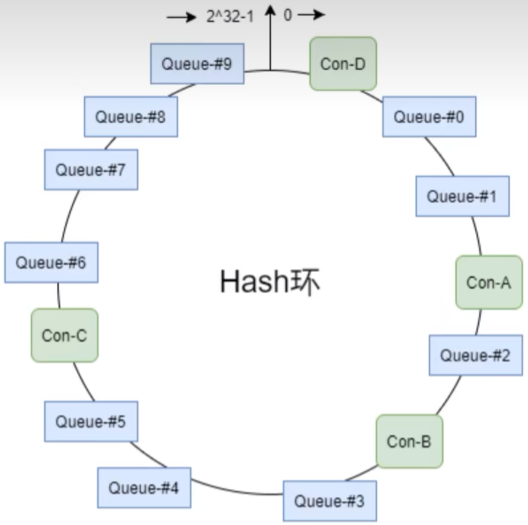 2^32-1
0
Queue-#9
Con-D
Queue-#8
Queue-#0
Queue-#7
Queue-#1
Queue-#6
Hash环
Con-A
Con-C
Queue-#2
Queue-#5
Con-B
Queue-#4
Queue-#3